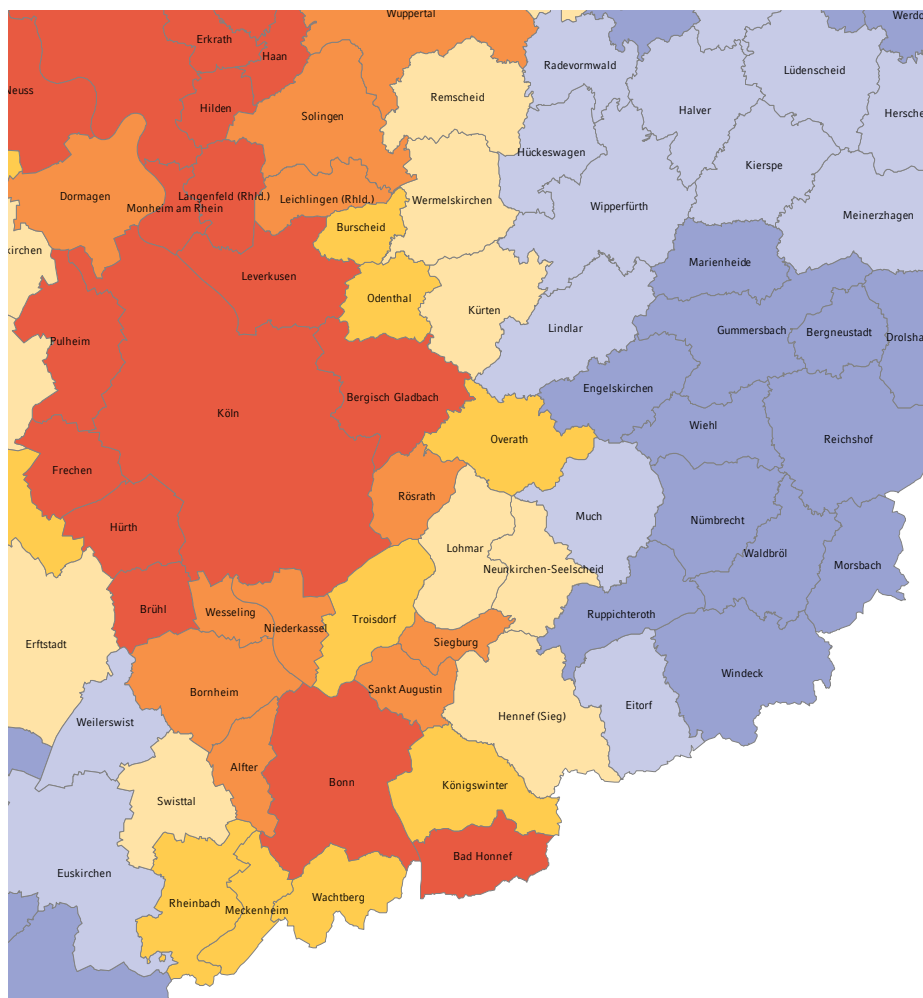 Wuppertal
Erkrath
Haan
Radevormwald
Lüdenscheid
Neuss
Remscheid
Hilden
Solingen
Halver
Hückeswagen
Kierspe
Dormagen
Langenfeld (Rhld.)
Monheim am Rhein
Leichlingen (Rhld.)
Wermelskirchen
Wipperfürth
Meinerzhagen
Burscheid
kirchen
Marienheide
Leverkusen
Odenthal
Kürten
Lindlar
Gummersbach
Bergneustadt
Pulheim
Engelskirchen
Bergisch Gladbach
Köln
Wiehl
Overath
Reichshof
Frechen
Rösrath
Much
Nümbrecht
Hürth
Lohmar
Waldbröl
Neunkirchen-Seelscheid
Morsbach
Brühl
Wesseling
Niederkassel
Troisdorf
Ruppichteroth
Erftstadt
Siegburg
Windeck
Bornheim
Sankt Augustin
Eitorf
Weilerswist
Hennef (Sieg)
Alfter
Bonn
Königswinter
Swisttal
Bad Honnef
Euskirchen
Rheinbach
Meckenheim
Wachtberg